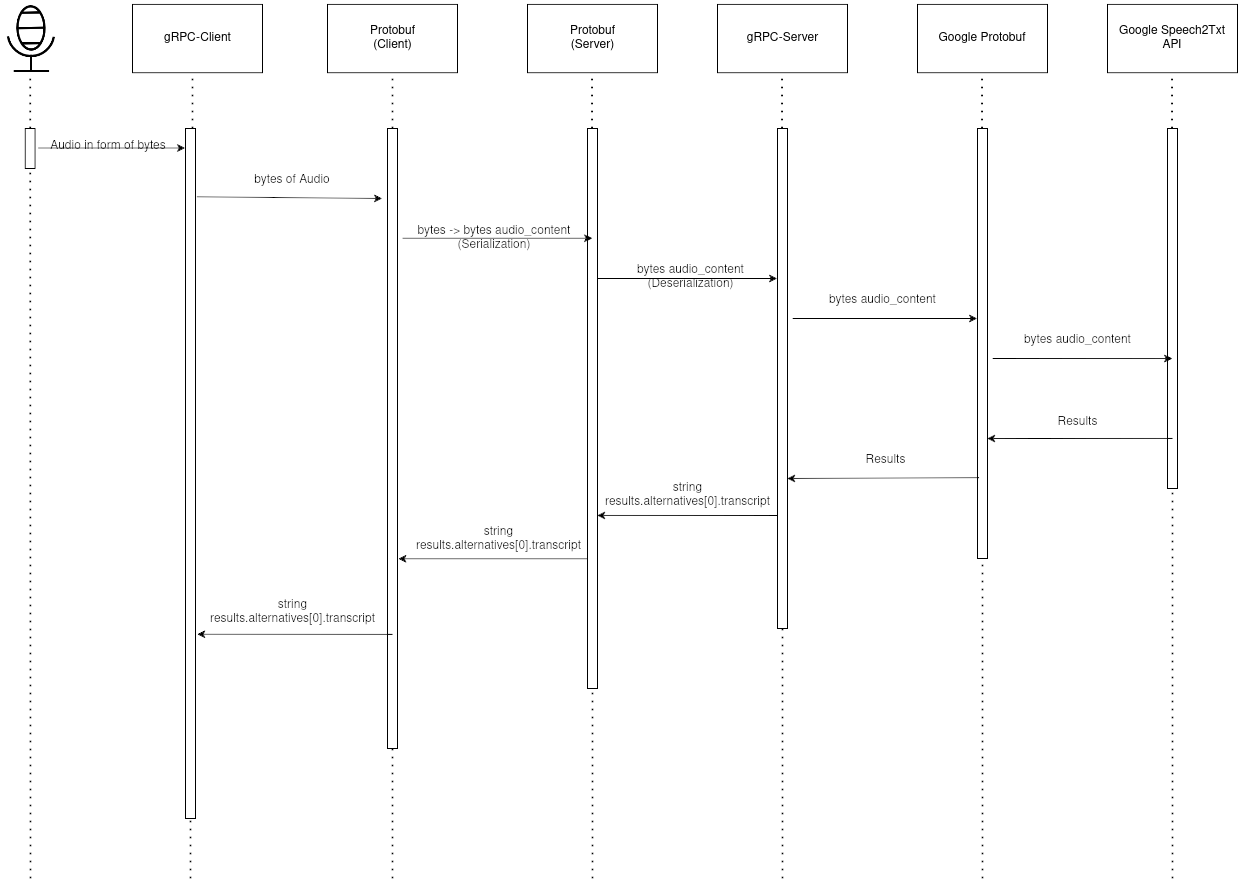 gRPC-Client
Protobuf
(Client)
Protobuf
(Server)
gRPC-Server
Google Protobuf
Google Speech2Txt
API
Audio in form of bytes
bytes of Audio
bytes -> bytes audio_content
(Serialization)
bytes audio_content
(Deserialization)
bytes audio_content
bytes audio_content
Results
Results
string
results.alternatives[0].transcript
string
results.alternatives[0].transcript
string
results.alternatives[0].transcript